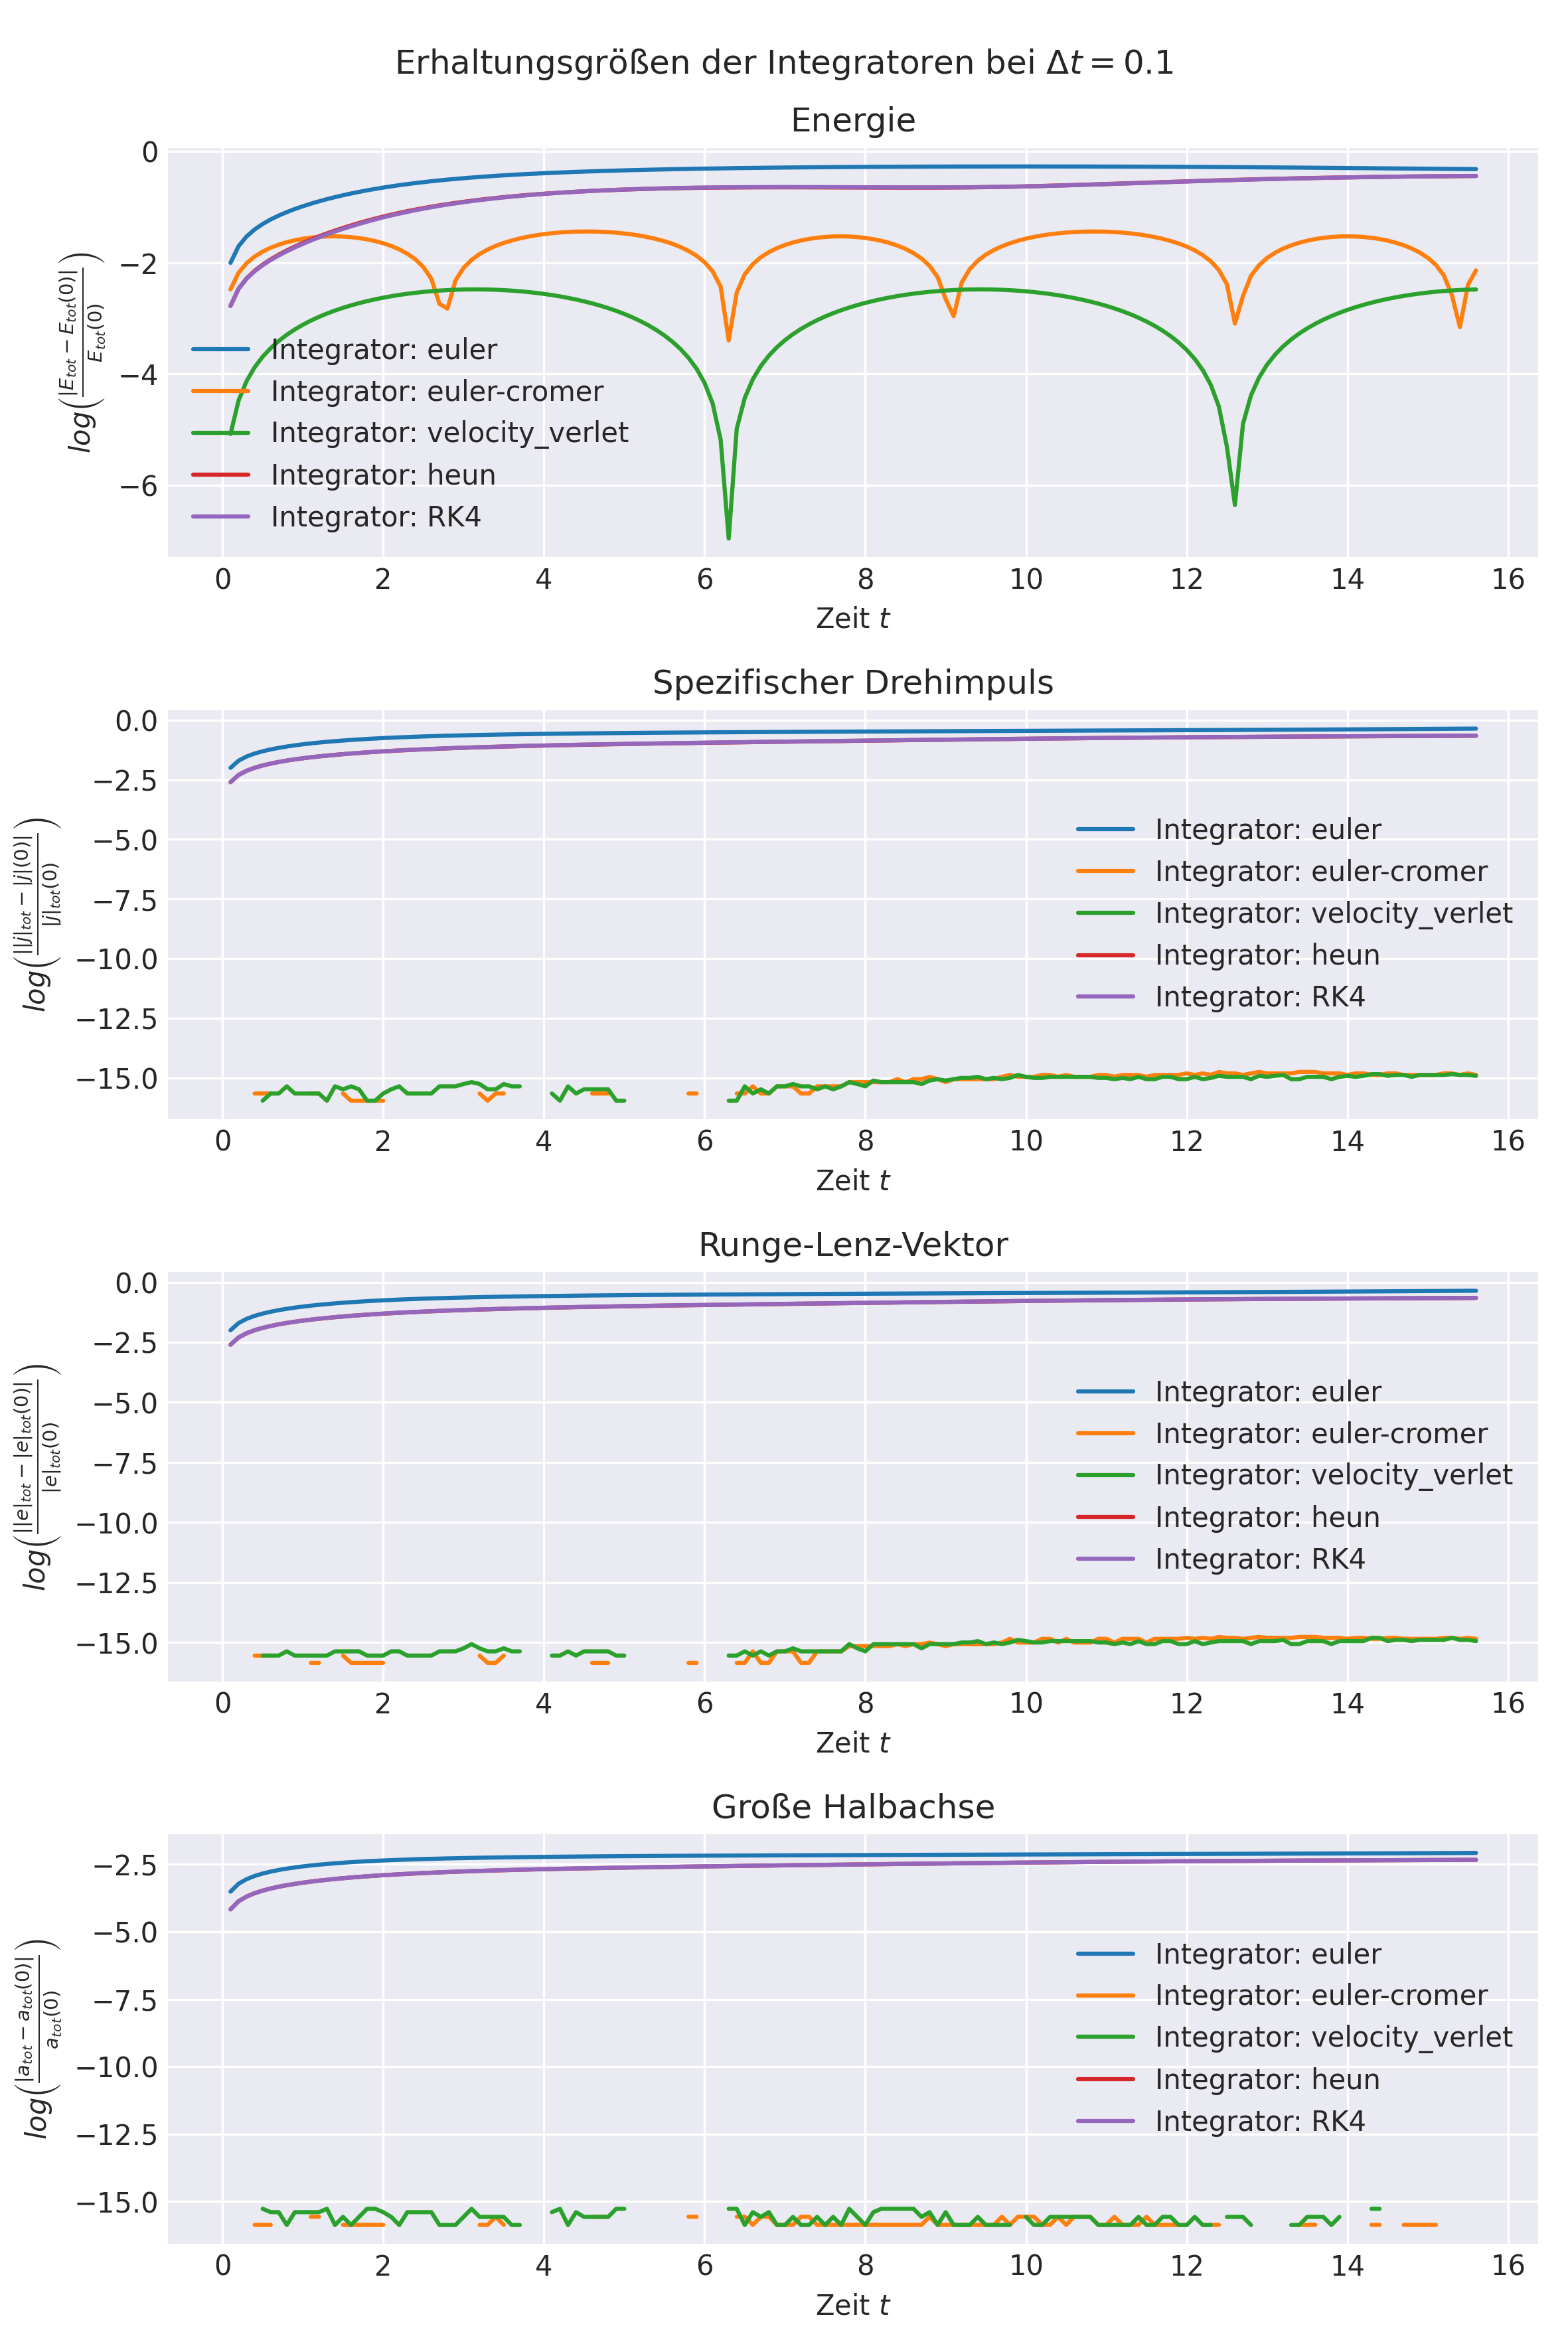 Erhaltungsgrößen der Integratoren bei Δt = 0.1
Energie
log(|E_tot − E_tot(0)| / E_tot(0))
0
−2
−4
−6
Integrator: euler
Integrator: euler-cromer
Integrator: velocity_verlet
Integrator: heun
Integrator: RK4
0 2 4 6 8 10 12 14 16
Zeit t
Spezifischer Drehimpuls
log(||j|_tot − |j|(0)| / |j|_tot(0))
0.0
−2.5
−5.0
−7.5
−10.0
−12.5
−15.0
Integrator: euler
Integrator: euler-cromer
Integrator: velocity_verlet
Integrator: heun
Integrator: RK4
0 2 4 6 8 10 12 14 16
Zeit t
Runge-Lenz-Vektor
log(||e|_tot − |e|_tot(0)| / |e|_tot(0))
0.0
−2.5
−5.0
−7.5
−10.0
−12.5
−15.0
Integrator: euler
Integrator: euler-cromer
Integrator: velocity_verlet
Integrator: heun
Integrator: RK4
0 2 4 6 8 10 12 14 16
Zeit t
Große Halbachse
log(|a_tot − a_tot(0)| / a_tot(0))
−2.5
−5.0
−7.5
−10.0
−12.5
−15.0
Integrator: euler
Integrator: euler-cromer
Integrator: velocity_verlet
Integrator: heun
Integrator: RK4
0 2 4 6 8 10 12 14 16
Zeit t